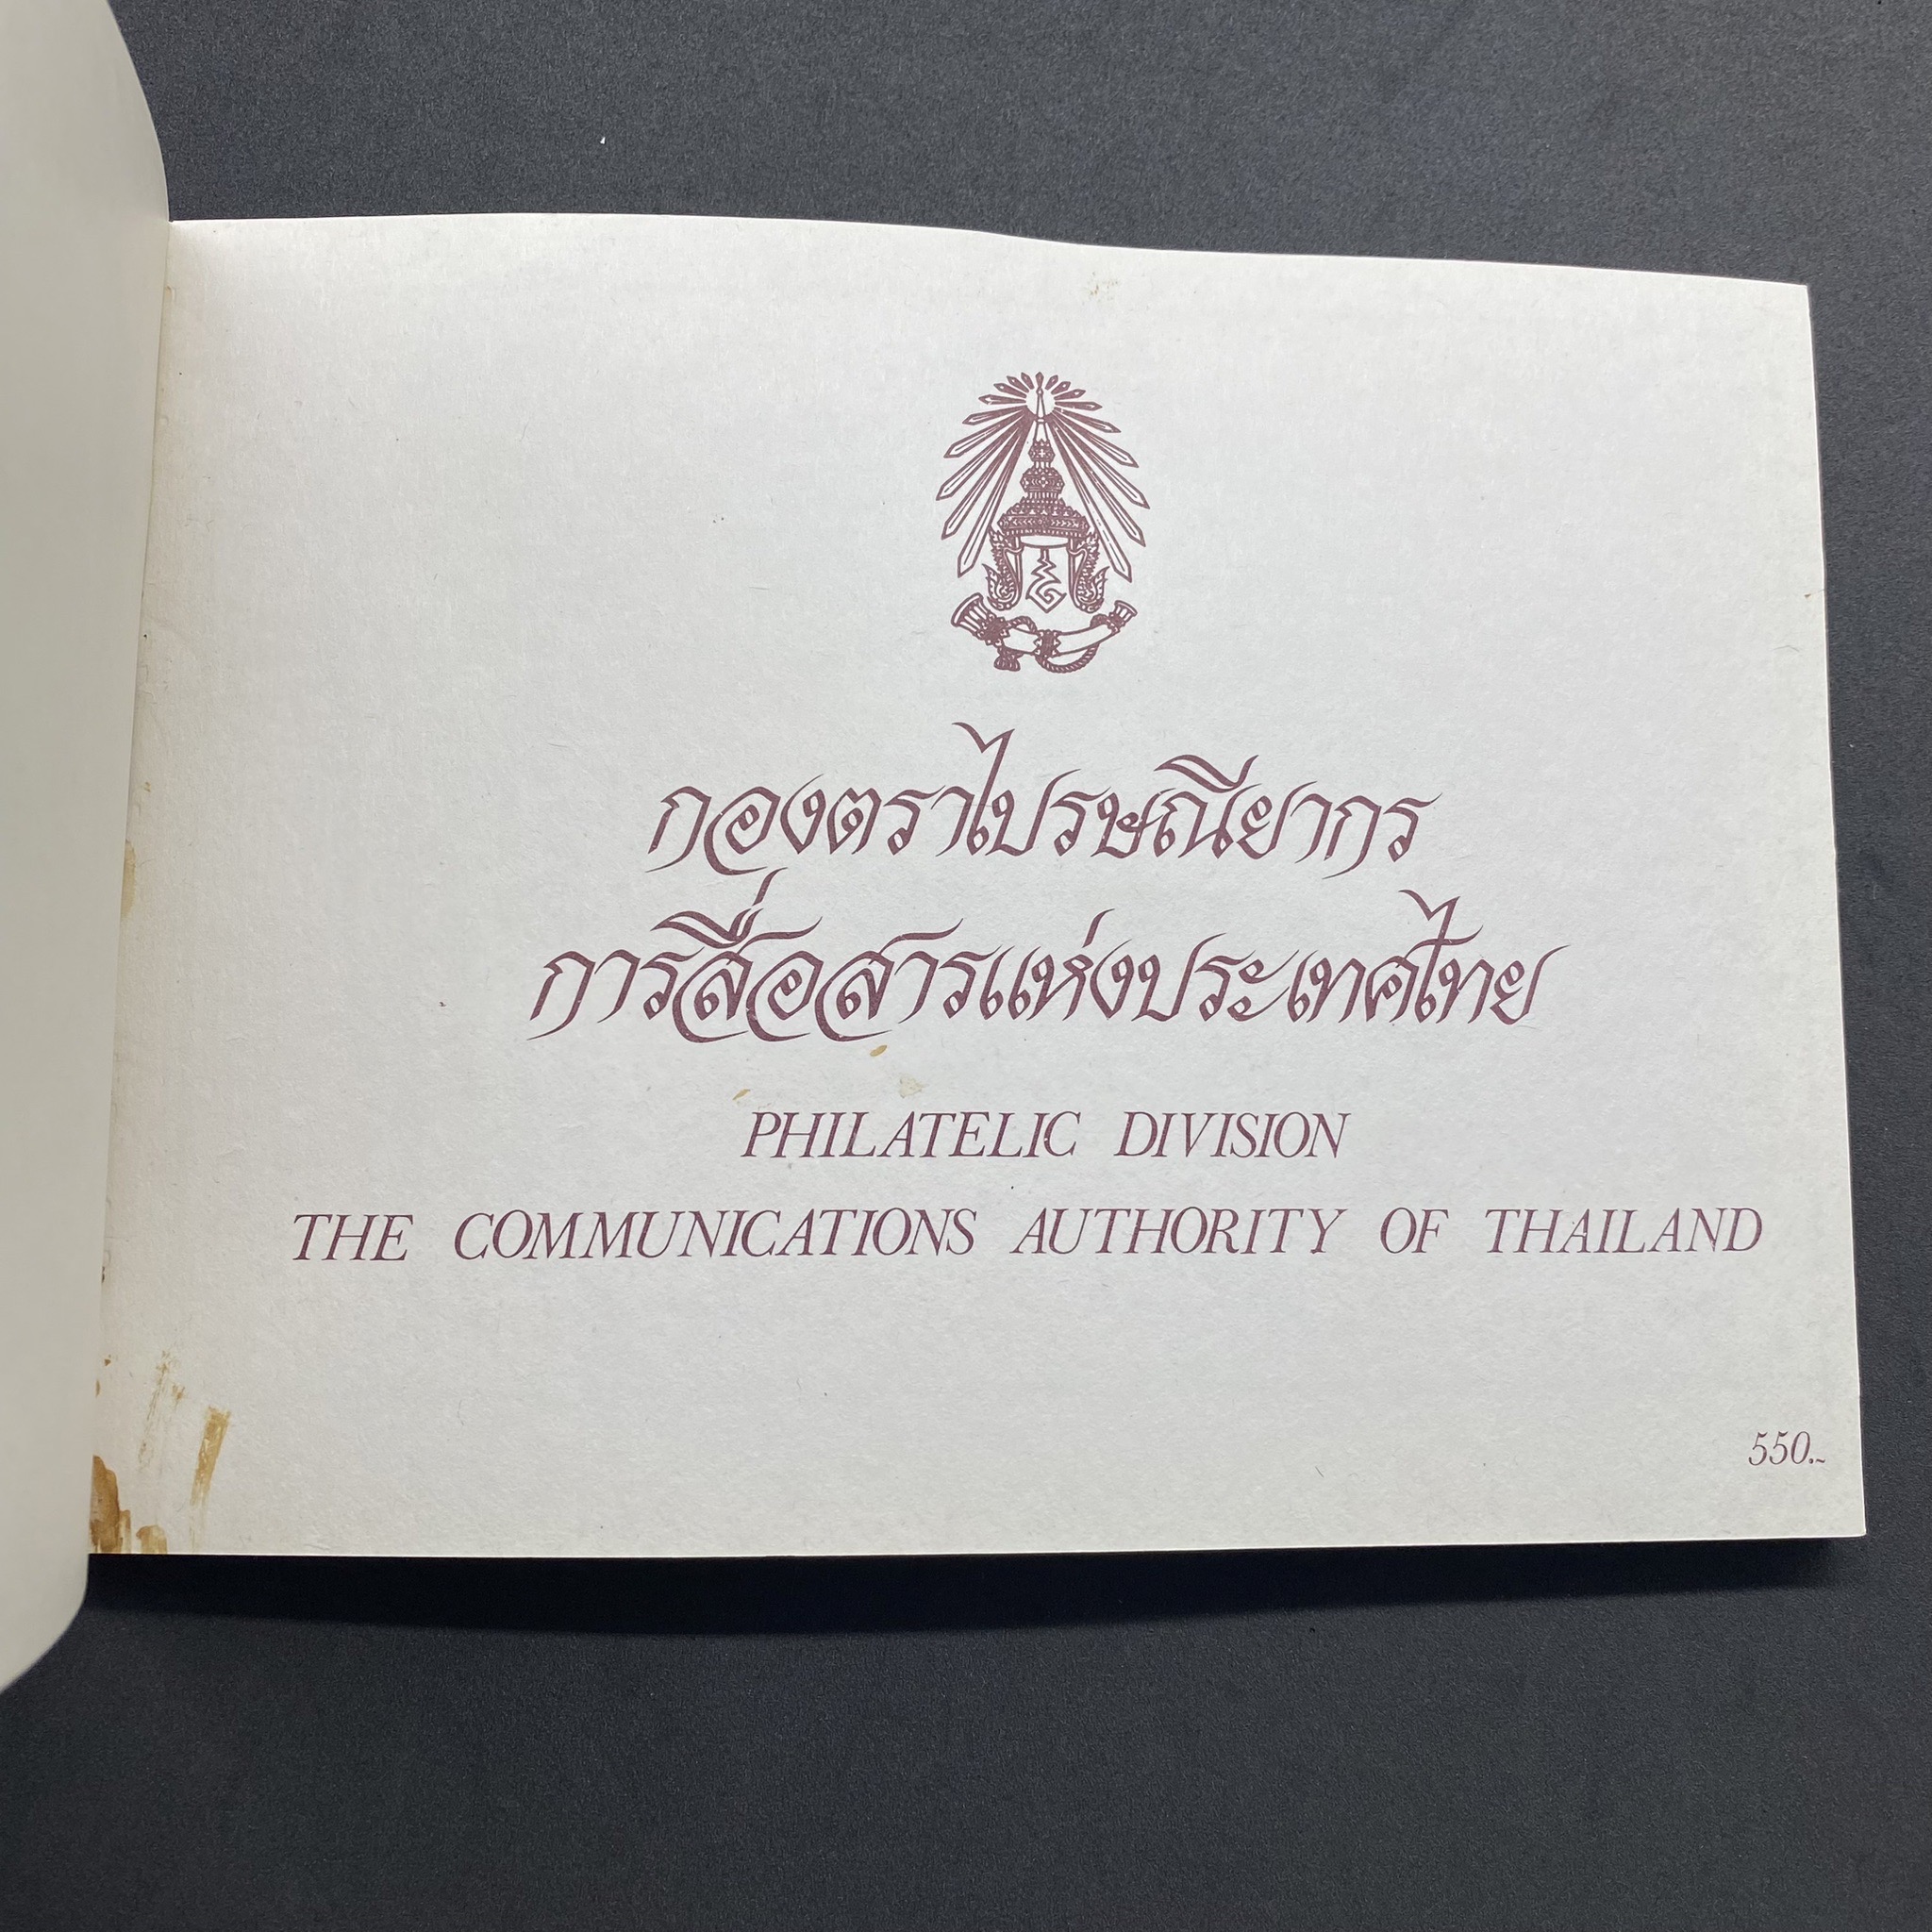 กองตราไปรษณียากร
การสื่อสารแห่งประเทศไทย
PHILATELIC DIVISION
THE COMMUNICATIONS AUTHORITY OF THAILAND
550.~